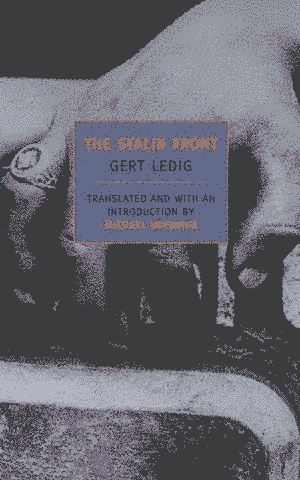 THE STALIN FRONT
GERT LEDIG
TRANSLATED AND WITH AN
INTRODUCTION BY